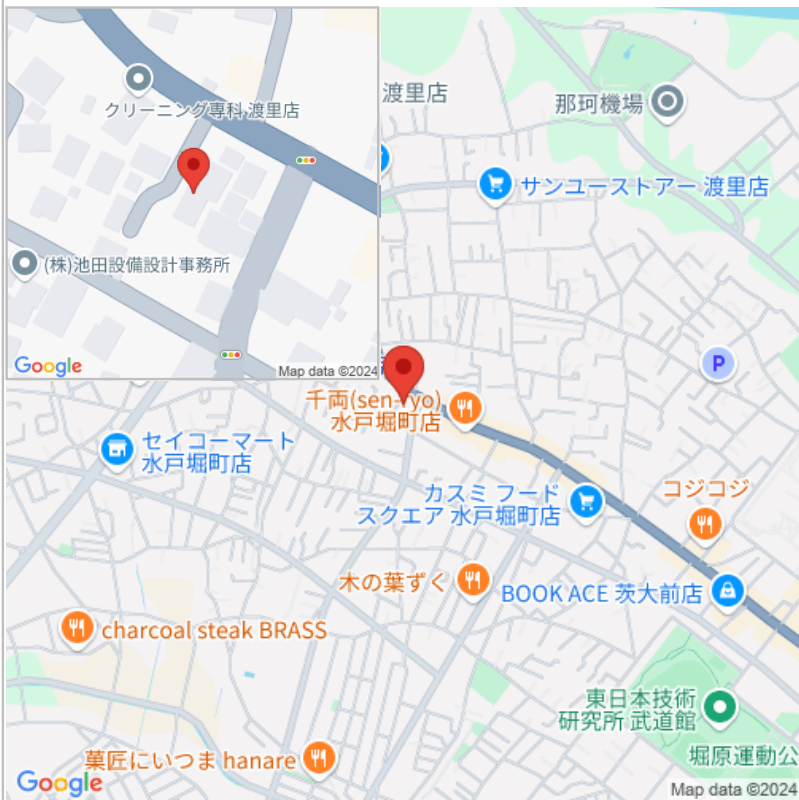 クリーニング専科 渡里店
(株)池田設備設計事務所
Google
Map data ©2024
渡里店
那珂機場
サンユーストアー 渡里店
P
千両(sen-ryo)
水戸堀町店
セイコーマート
水戸堀町店
カスミ フード
スクエア 水戸堀町店
コジコジ
木の葉ずく
BOOK ACE 茨大前店
charcoal steak BRASS
東日本技術
研究所 武道館
堀原運動公
菓匠にいつま hanare
Google
Map data ©2024